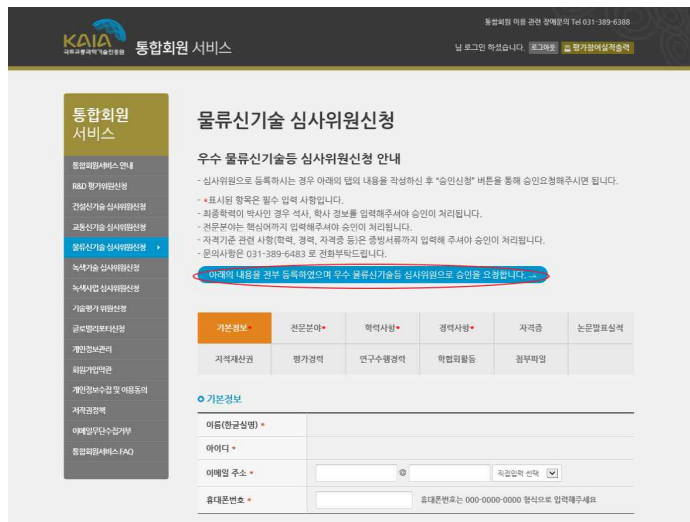 통합회원 이용 관련 장애문의 Tel 031-389-6388
KAIA
국토교통과학기술진흥원
통합회원 서비스
님 로그인 하셨습니다. 로그아웃 평가참여실적출력
통합회원
서비스
통합회원서비스 안내
R&D 평가위원신청
건설신기술 심사위원신청
교통신기술 심사위원신청
물류신기술 심사위원신청
녹색기술 심사위원신청
녹색사업 심사위원신청
기술평가 위원신청
글로벌리포터신청
개인정보관리
회원가입약관
개인정보수집 및 이용동의
저작권정책
이메일무단수집거부
통합회원서비스 FAQ
물류신기술 심사위원신청
우수 물류신기술등 심사위원신청 안내
- 심사위원으로 등록하시는 경우 아래의 탭의 내용을 작성하신 후 "승인신청" 버튼을 통해 승인요청해주시면 됩니다.
- *표시된 항목은 필수 입력 사항입니다.
- 최종학력이 박사인 경우 석사, 학사 정보를 입력해주셔야 승인이 처리됩니다.
- 전문분야는 핵심어까지 입력해주셔야 승인이 처리됩니다.
- 자격기준 관련 사항(학력, 경력, 자격증 등)은 증빙서류까지 입력해 주셔야 승인이 처리됩니다.
- 문의사항은 031-389-6483 로 전화부탁드립니다.
아래의 내용을 전부 등록하였으며 우수 물류신기술등 심사위원으로 승인을 요청합니다. →
기본정보* 전문분야* 학력사항* 경력사항* 자격증 논문발표실적
지적재산권 평가경력 연구수행경력 학협회활동 첨부파일
기본정보
이름(한글실명) *
아이디 *
이메일 주소 * @ 직접입력 선택
휴대폰번호 * 휴대폰번호는 000-0000-0000 형식으로 입력해주세요